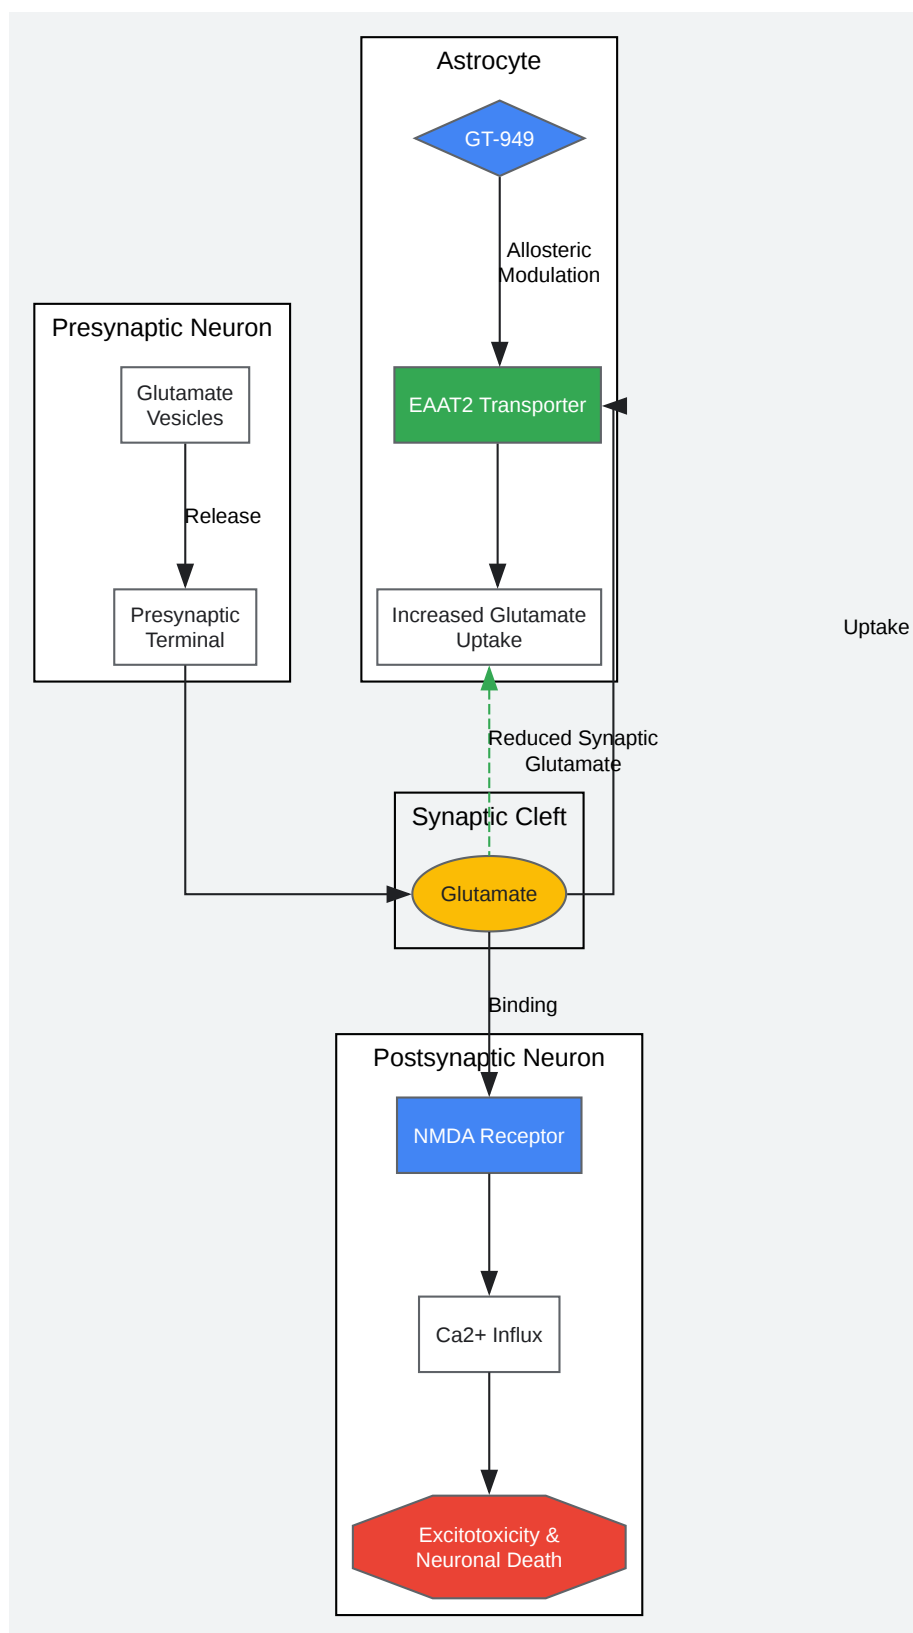 Astrocyte
GT-949
Allosteric
Modulation
EAAT2 Transporter
Increased Glutamate
Uptake
Presynaptic Neuron
Glutamate
Vesicles
Release
Presynaptic
Terminal
Uptake
Reduced Synaptic
Glutamate
Synaptic Cleft
Glutamate
Binding
Postsynaptic Neuron
NMDA Receptor
Ca2+ Influx
Excitotoxicity &
Neuronal Death